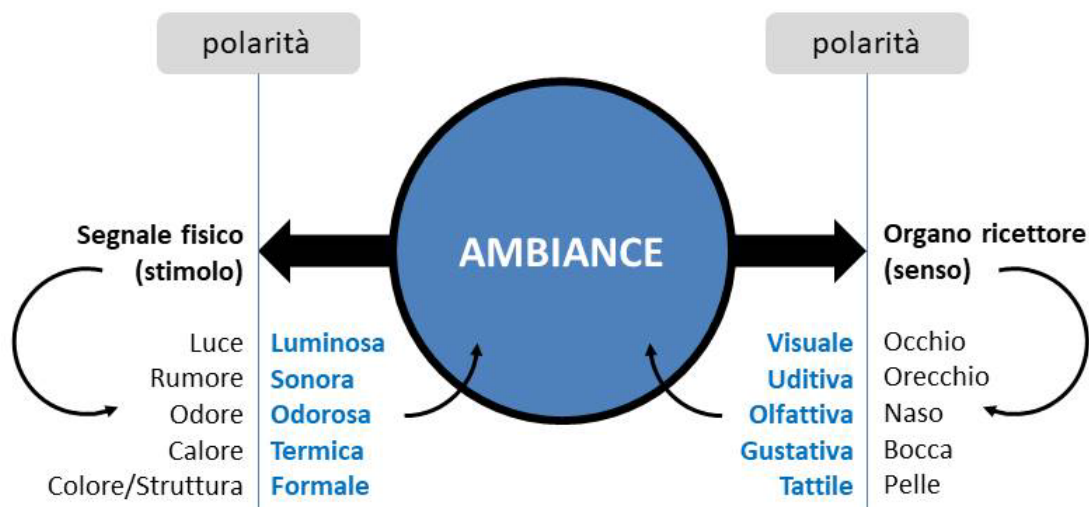 polarità
polarità
Segnale fisico
(stimolo)
AMBIANCE
Organo ricettore
(senso)
Luce Luminosa
Rumore Sonora
Odore Odorosa
Calore Termica
Colore/Struttura Formale
Visuale Occhio
Uditiva Orecchio
Olfattiva Naso
Gustativa Bocca
Tattile Pelle